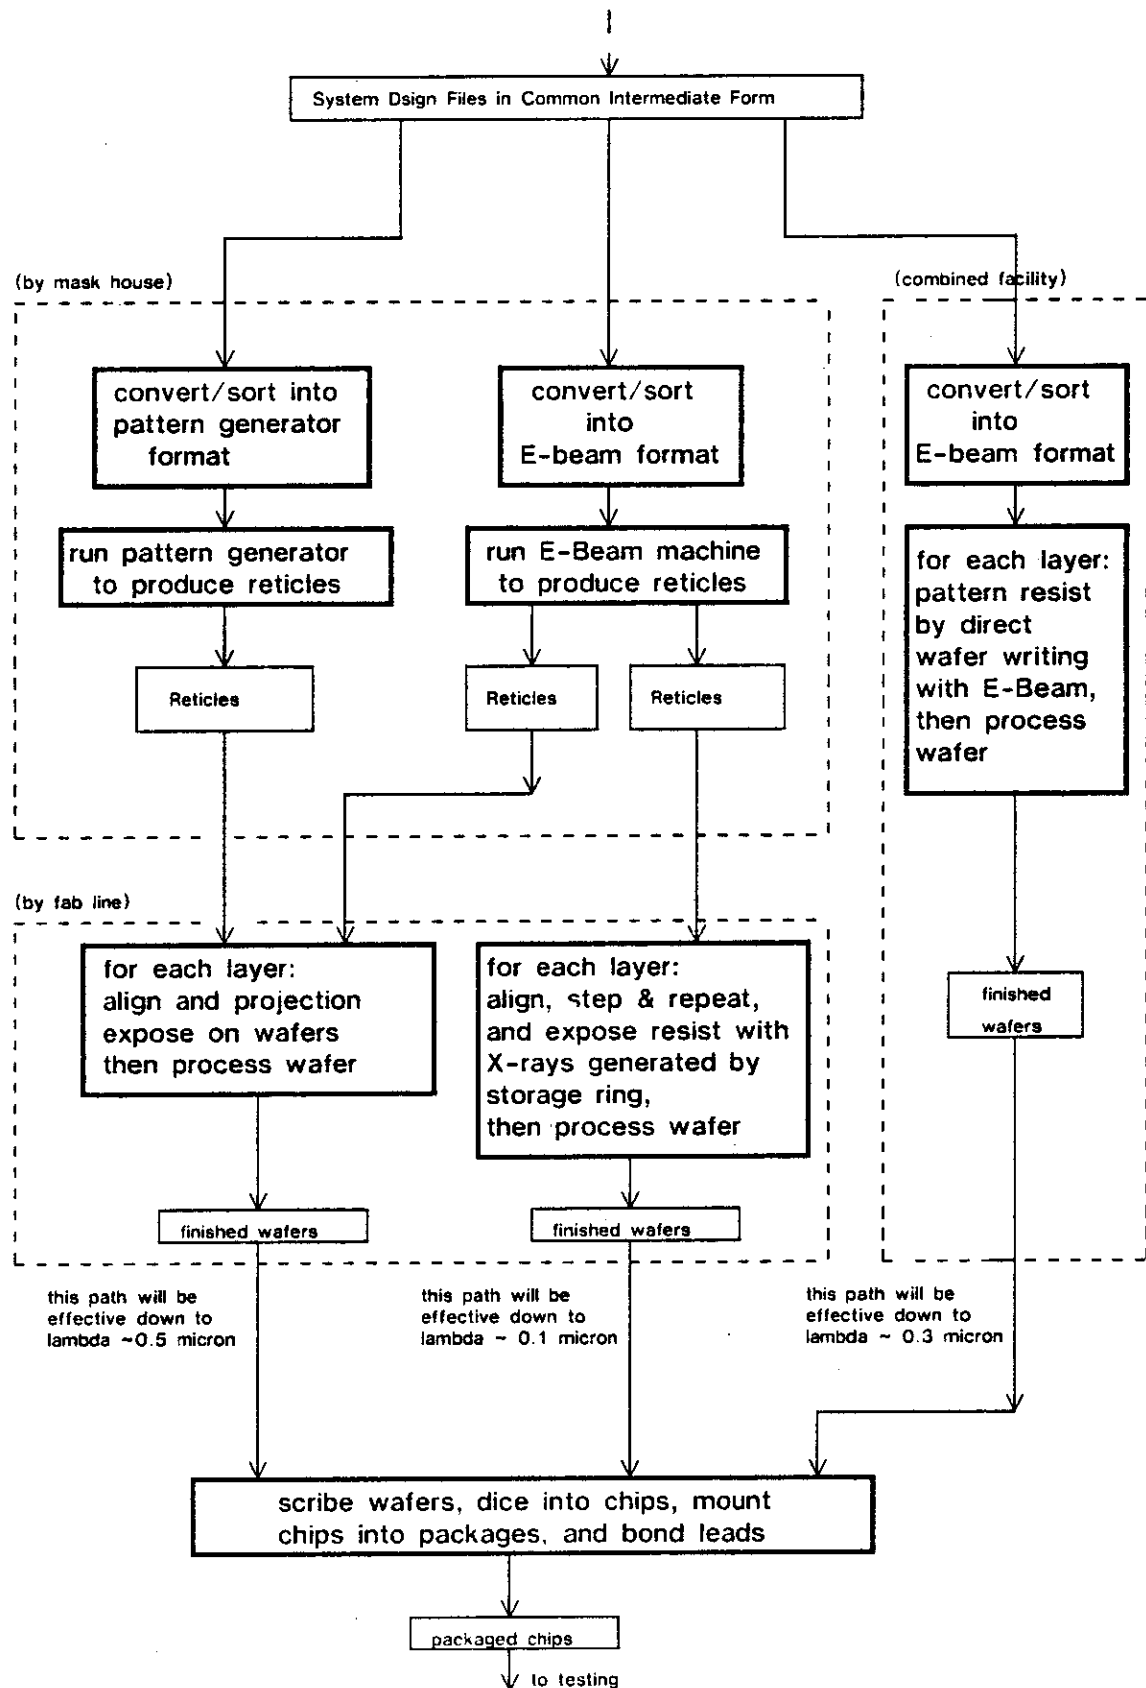 System Dsign Files in Common Intermediate Form
(by mask house)
(combined facility)
convert/sort into
pattern generator
format
convert/sort
into
E-beam format
convert/sort
into
E-beam format
run pattern generator
to produce reticles
run E-Beam machine
to produce reticles
for each layer:
pattern resist
by direct
wafer writing
with E-Beam,
then process
wafer
Reticles
Reticles
Reticles
(by fab line)
for each layer:
align and projection
expose on wafers
then process wafer
for each layer:
align, step & repeat,
and expose resist with
X-rays generated by
storage ring,
then process wafer
finished
wafers
finished wafers
finished wafers
this path will be
effective down to
lambda ~0.5 micron
this path will be
effective down to
lambda ~ 0.1 micron
this path will be
effective down to
lambda ~ 0.3 micron
scribe wafers, dice into chips, mount
chips into packages, and bond leads
packaged chips
to testing